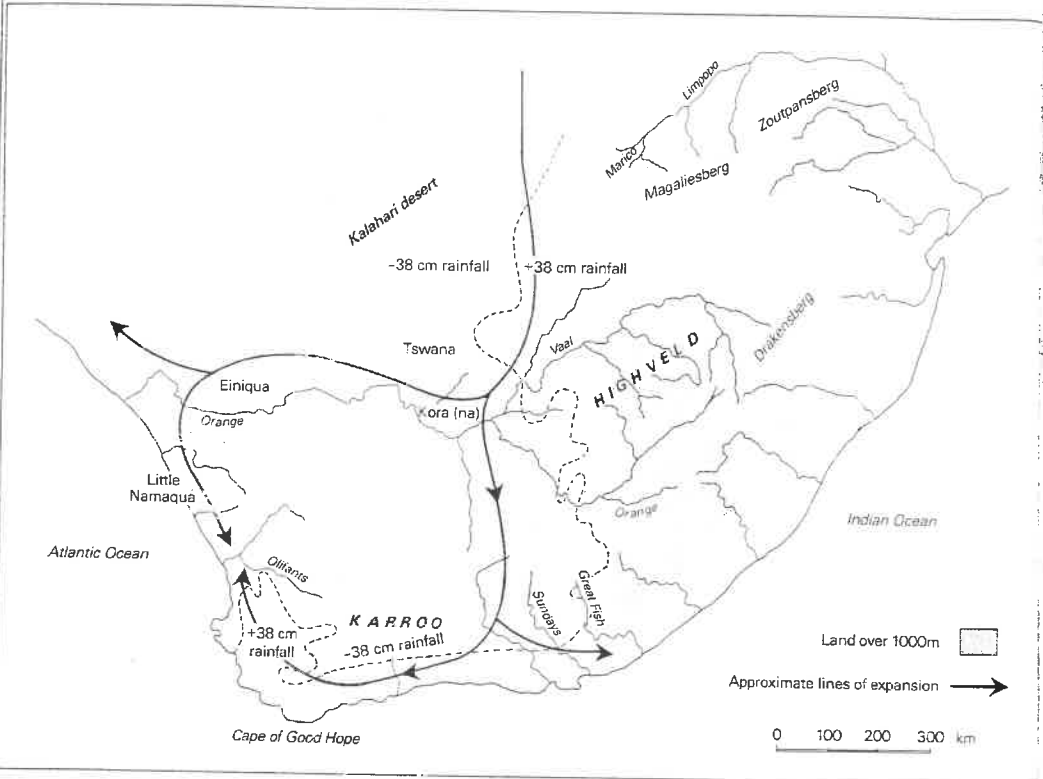 Limpopo
Zoutpansberg
Marico
Magaliesberg
Kalahari desert
-38 cm rainfall
+38 cm rainfall
Tswana
Vaal
HIGHVELD
Drakensberg
Einiqua
Kora (na)
Orange
Little
Namaqua
Orange
Indian Ocean
Atlantic Ocean
Olifants
Sundays
Great Fish
KARROO
+38 cm
rainfall
-38 cm rainfall
Land over 1000m
Approximate lines of expansion
Cape of Good Hope
0 100 200 300 km